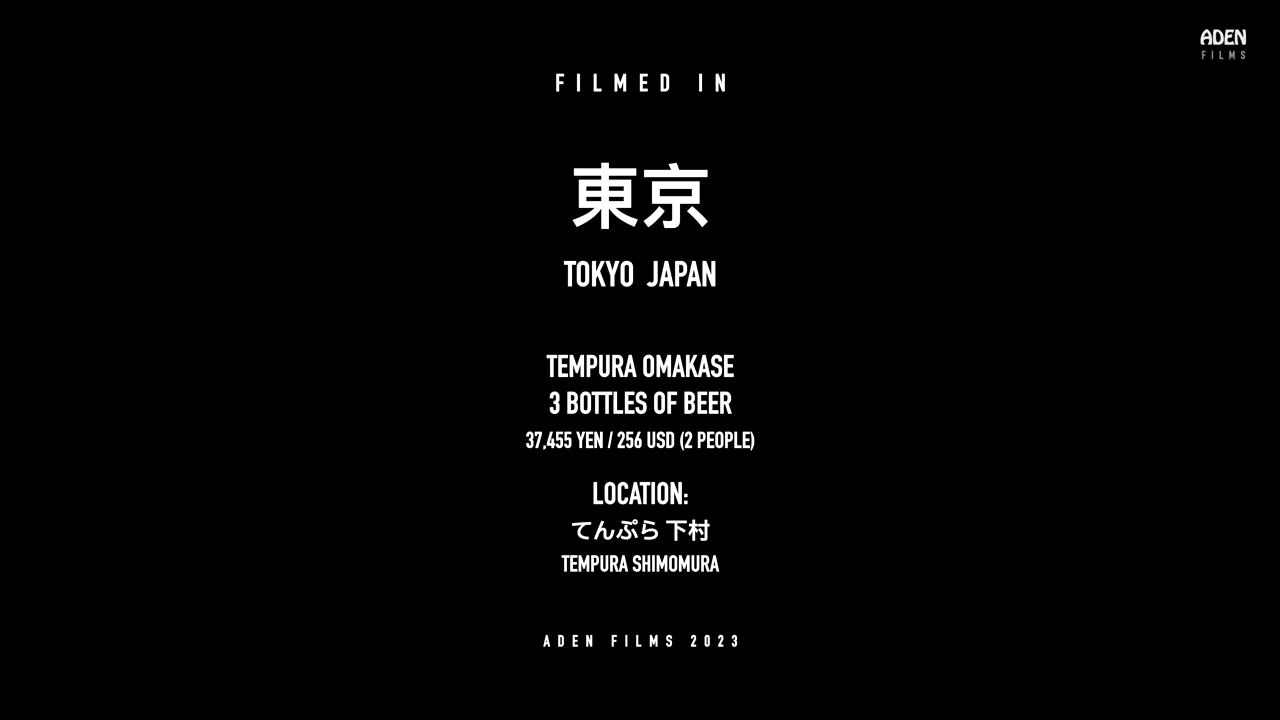 ADEN
FILMS
FILMED IN
東京
TOKYO JAPAN
TEMPURA OMAKASE
3 BOTTLES OF BEER
37,455 YEN / 256 USD (2 PEOPLE)
LOCATION:
てんぷら 下村
TEMPURA SHIMOMURA
ADEN FILMS 2023